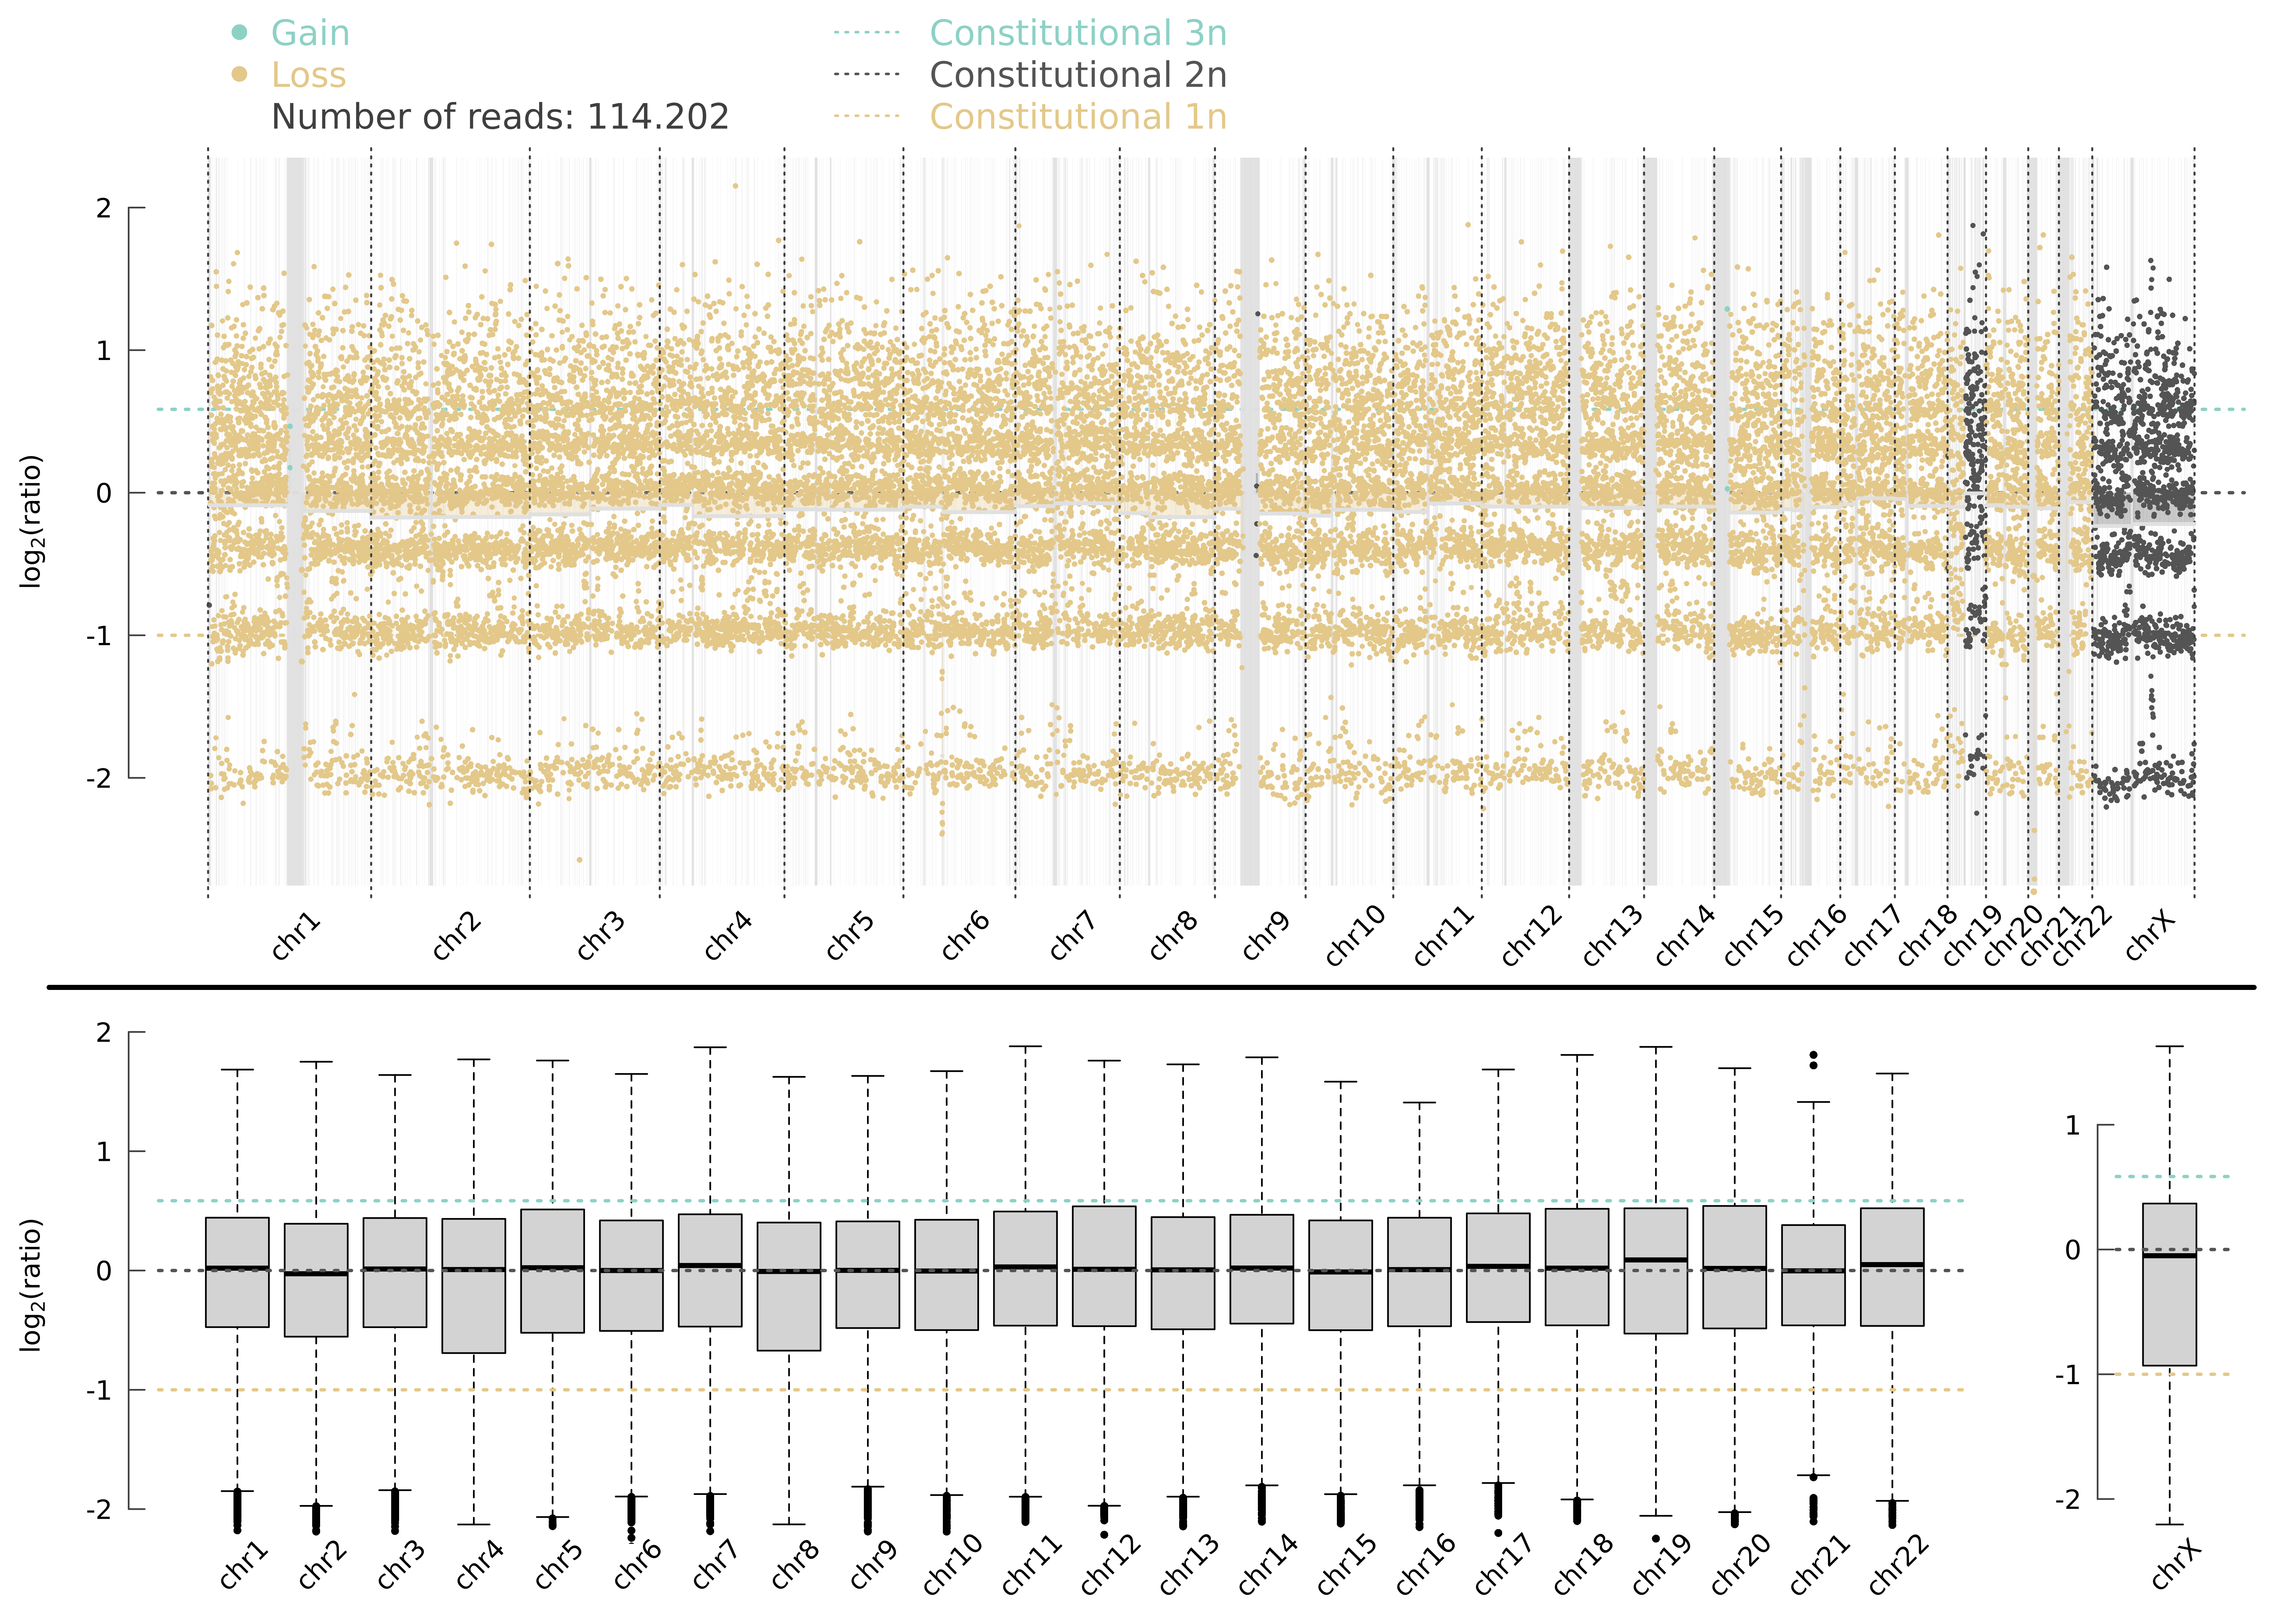 Gain
Loss
Number of reads: 114.202
Constitutional 3n
Constitutional 2n
Constitutional 1n
log2(ratio)
2
1
0
-1
-2
chr1 chr2 chr3 chr4 chr5 chr6 chr7 chr8 chr9 chr10 chr11 chr12 chr13 chr14 chr15 chr16 chr17 chr18 chr19 chr20 chr21 chr22 chrX
log2(ratio)
2
1
0
-1
-2
chr1 chr2 chr3 chr4 chr5 chr6 chr7 chr8 chr9 chr10 chr11 chr12 chr13 chr14 chr15 chr16 chr17 chr18 chr19 chr20 chr21 chr22
1
0
-1
-2
chrX